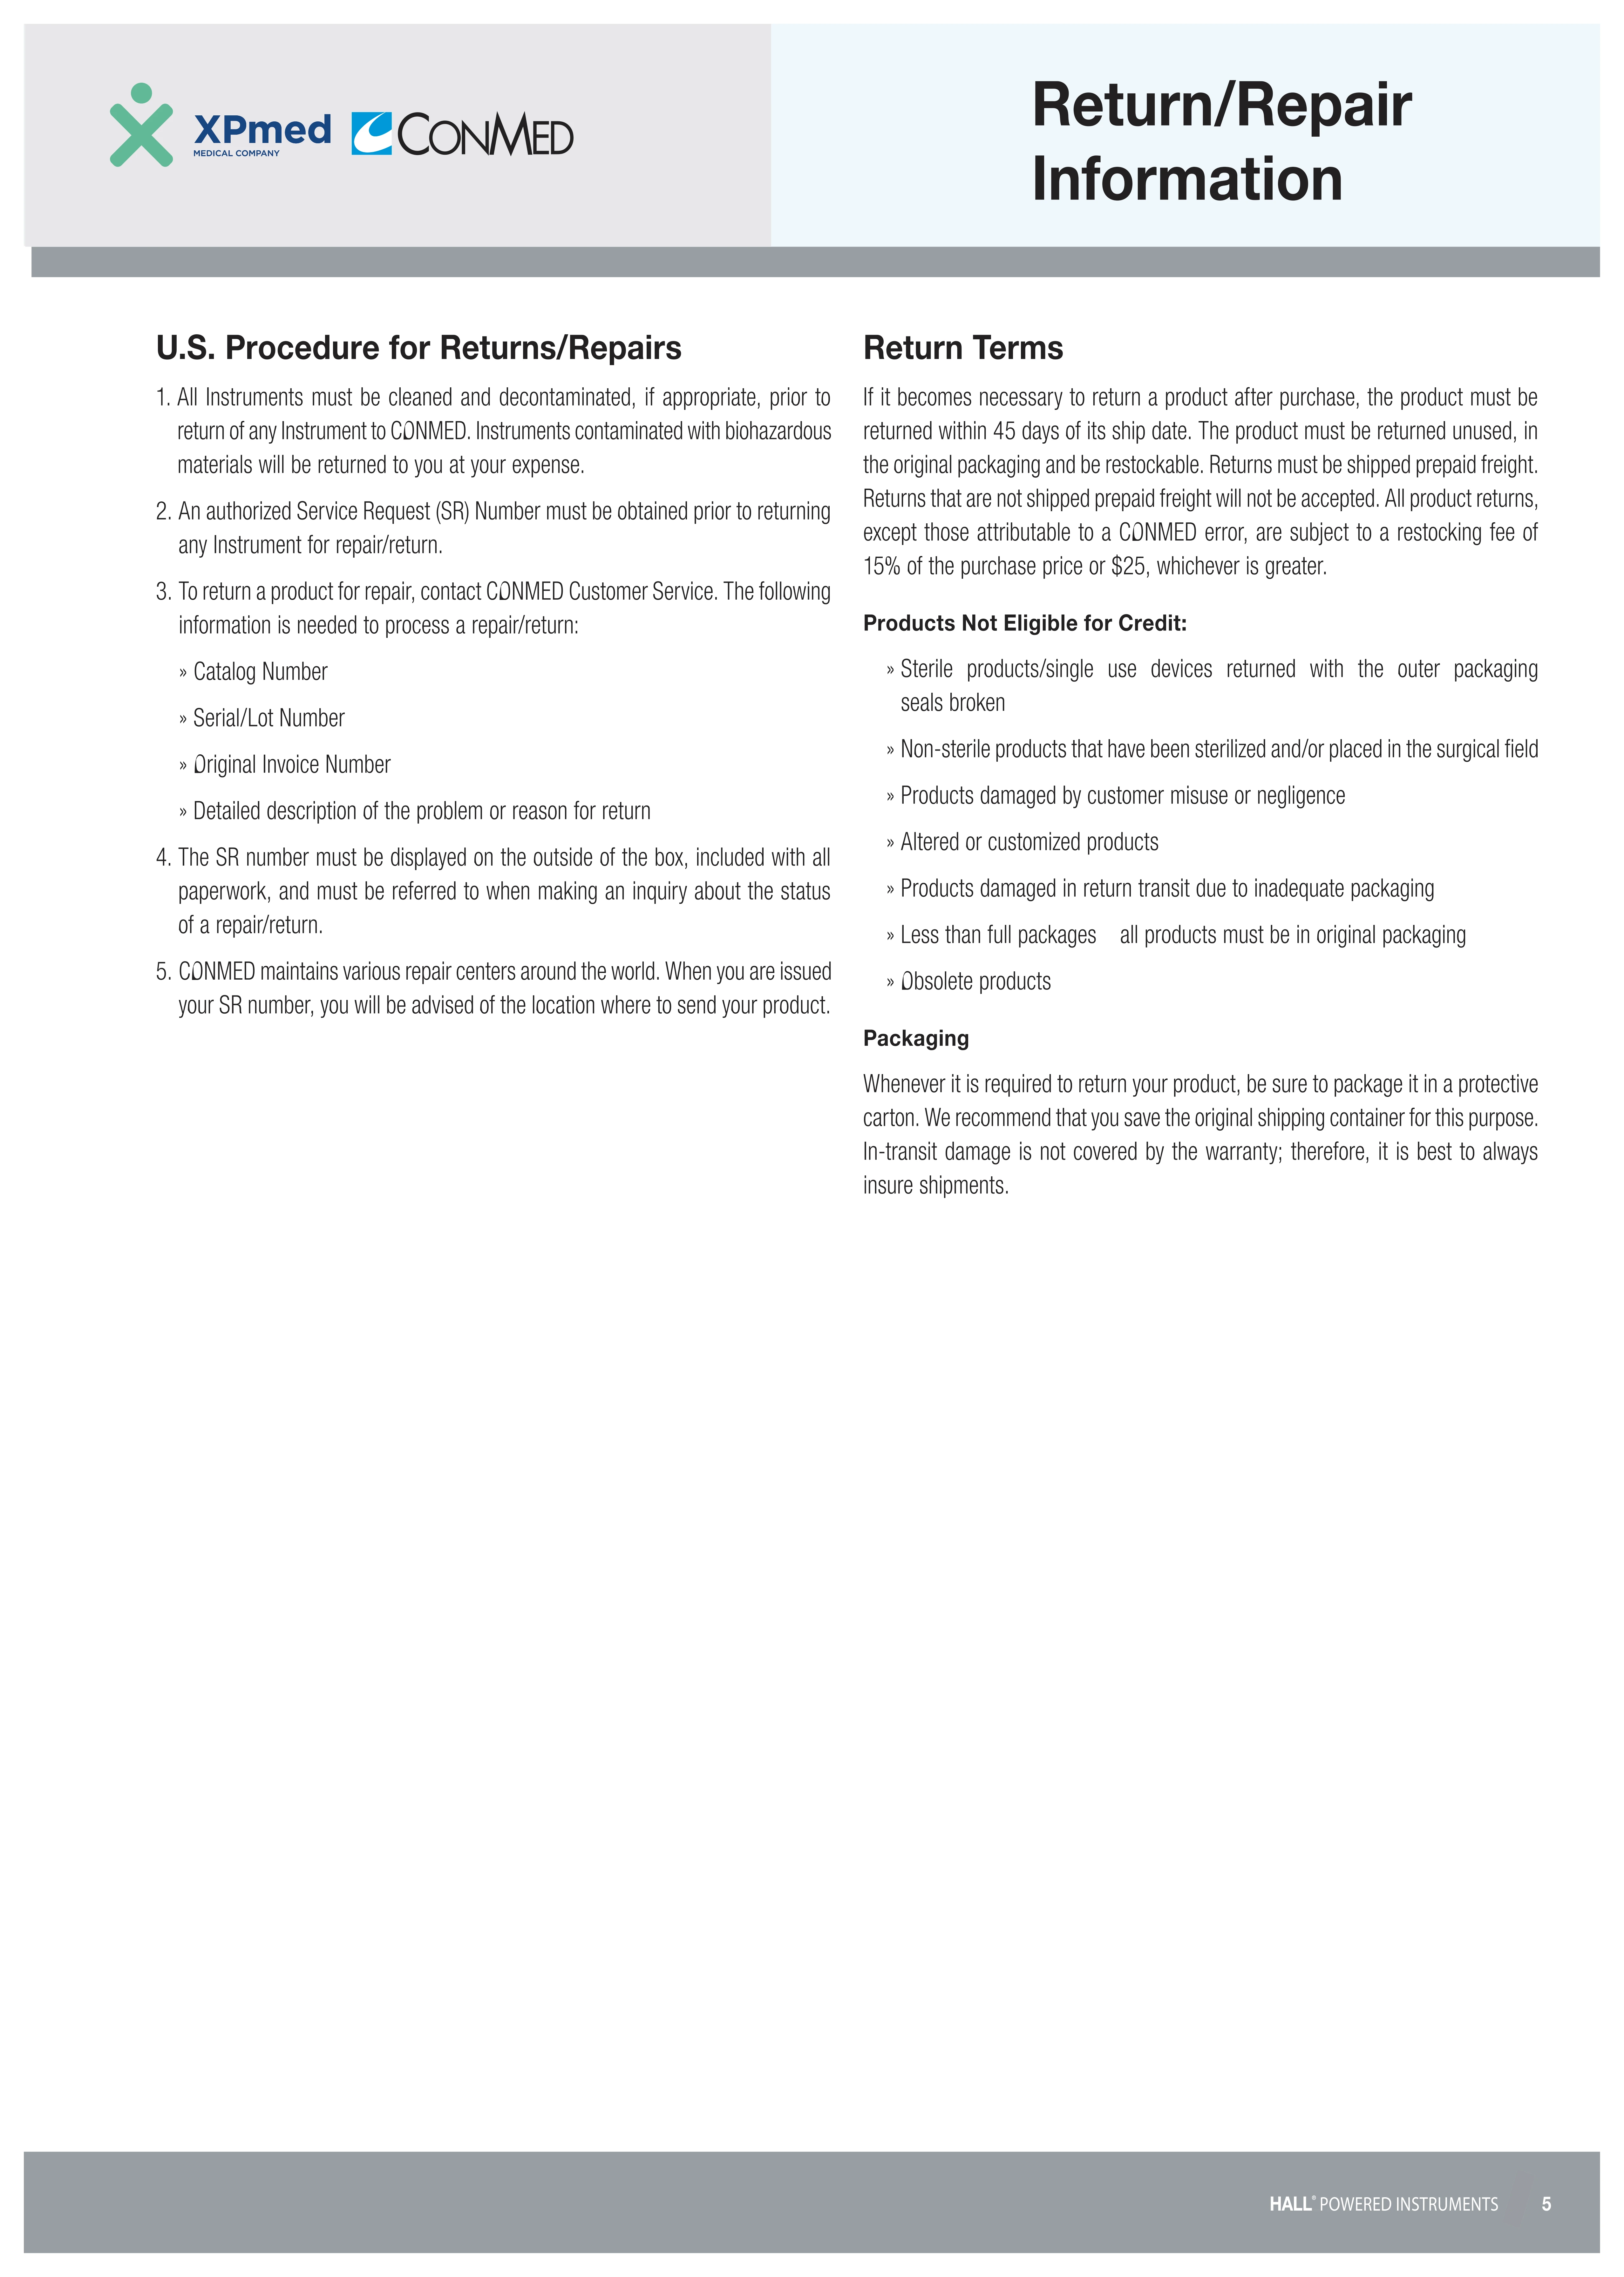 XPmed
MEDICAL COMPANY
CONMED
Return/Repair
Information
U.S. Procedure for Returns/Repairs
1. All Instruments must be cleaned and decontaminated, if appropriate, prior to
return of any Instrument to CONMED. Instruments contaminated with biohazardous
materials will be returned to you at your expense.
2. An authorized Service Request (SR) Number must be obtained prior to returning
any Instrument for repair/return.
3. To return a product for repair, contact CONMED Customer Service. The following
information is needed to process a repair/return:
» Catalog Number
» Serial/Lot Number
» Original Invoice Number
» Detailed description of the problem or reason for return
4. The SR number must be displayed on the outside of the box, included with all
paperwork, and must be referred to when making an inquiry about the status
of a repair/return.
5. CONMED maintains various repair centers around the world. When you are issued
your SR number, you will be advised of the location where to send your product.
Return Terms
If it becomes necessary to return a product after purchase, the product must be
returned within 45 days of its ship date. The product must be returned unused, in
the original packaging and be restockable. Returns must be shipped prepaid freight.
Returns that are not shipped prepaid freight will not be accepted. All product returns,
except those attributable to a CONMED error, are subject to a restocking fee of
15% of the purchase price or $25, whichever is greater.
Products Not Eligible for Credit:
» Sterile products/single use devices returned with the outer packaging
seals broken
» Non-sterile products that have been sterilized and/or placed in the surgical field
» Products damaged by customer misuse or negligence
» Altered or customized products
» Products damaged in return transit due to inadequate packaging
» Less than full packages all products must be in original packaging
» Obsolete products
Packaging
Whenever it is required to return your product, be sure to package it in a protective
carton. We recommend that you save the original shipping container for this purpose.
In-transit damage is not covered by the warranty; therefore, it is best to always
insure shipments.
HALL® POWERED INSTRUMENTS 5